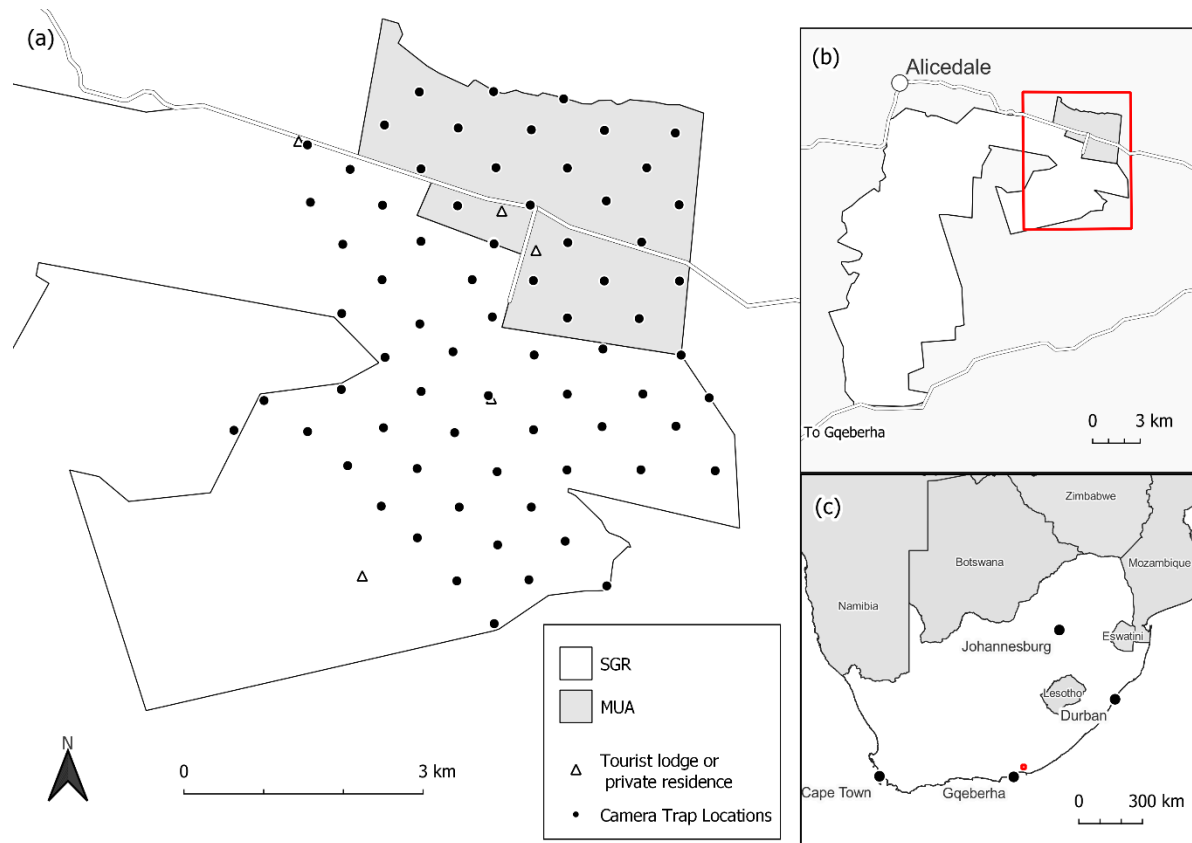 (a)
N
0 3 km
SGR
MUA
Tourist lodge or
private residence
Camera Trap Locations
(b)
Alicedale
To Gqeberha
0 3 km
(c)
Zimbabwe
Botswana
Mozambique
Namibia
Johannesburg
Eswatini
Lesotho
Durban
Cape Town
Gqeberha
0 300 km